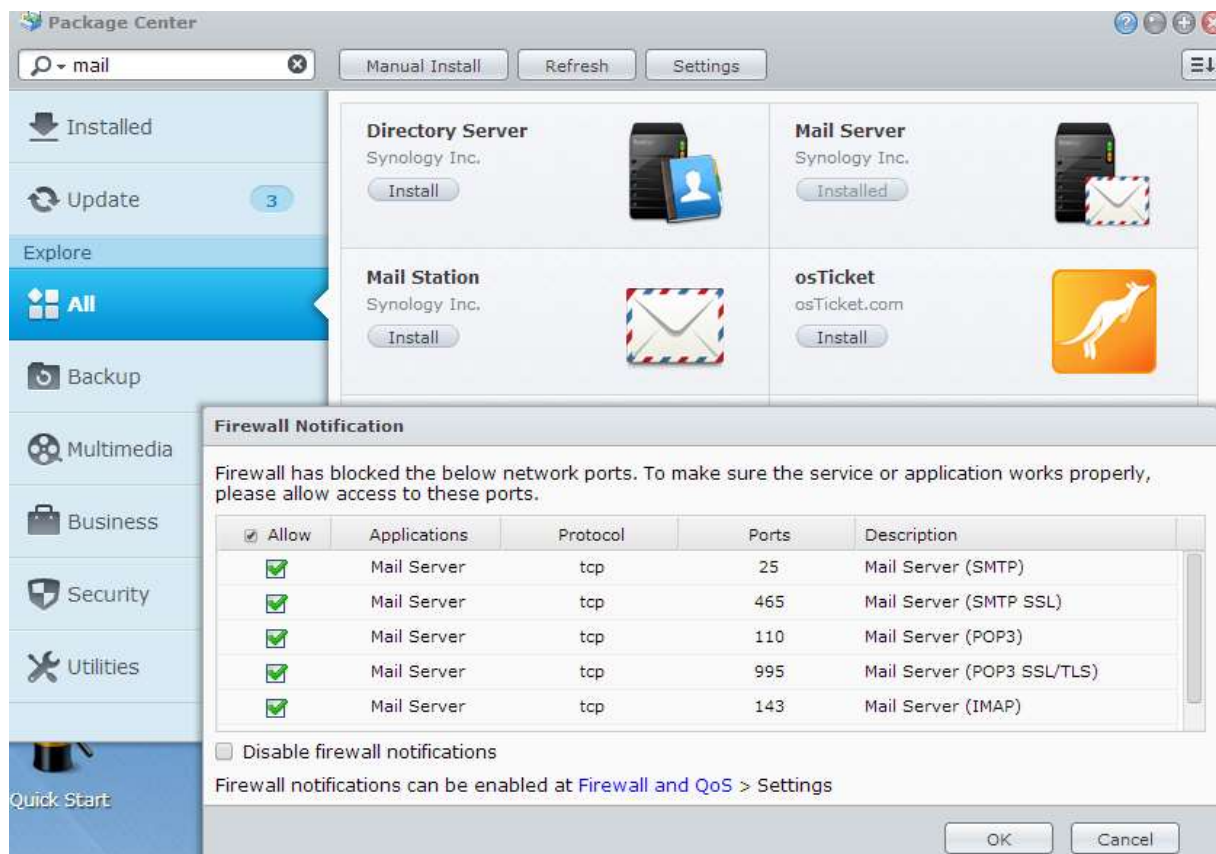 Package Center
mail
Manual Install Refresh Settings
Installed
Update 3
Explore
All
Backup
Multimedia
Business
Security
Utilities
Quick Start
Directory Server
Synology Inc.
Install
Mail Server
Synology Inc.
Installed
Mail Station
Synology Inc.
Install
osTicket
osTicket.com
Install
Firewall Notification
Firewall has blocked the below network ports. To make sure the service or application works properly,
please allow access to these ports.
Allow Applications Protocol Ports Description
Mail Server tcp 25 Mail Server (SMTP)
Mail Server tcp 465 Mail Server (SMTP SSL)
Mail Server tcp 110 Mail Server (POP3)
Mail Server tcp 995 Mail Server (POP3 SSL/TLS)
Mail Server tcp 143 Mail Server (IMAP)
Disable firewall notifications
Firewall notifications can be enabled at Firewall and QoS > Settings
OK Cancel